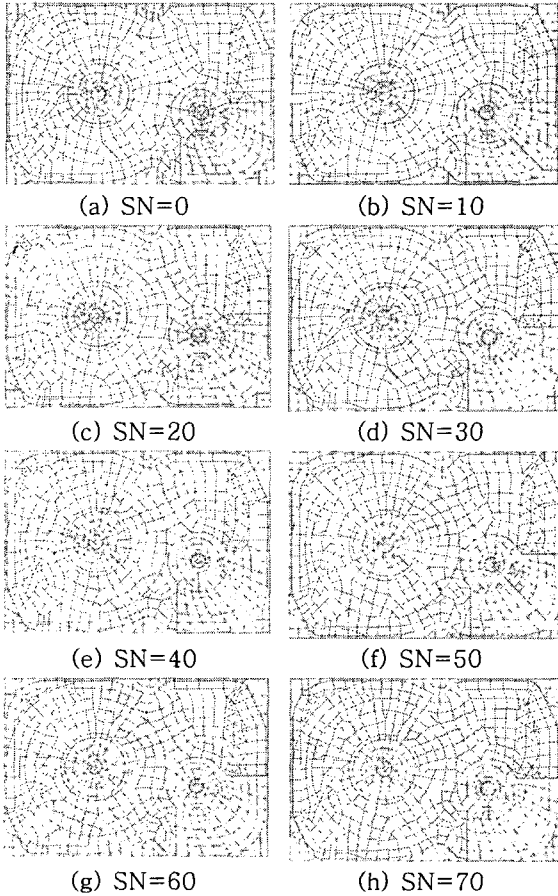 (a) SN=0
(b) SN=10
(c) SN=20
(d) SN=30
(e) SN=40
(f) SN=50
(g) SN=60
(h) SN=70